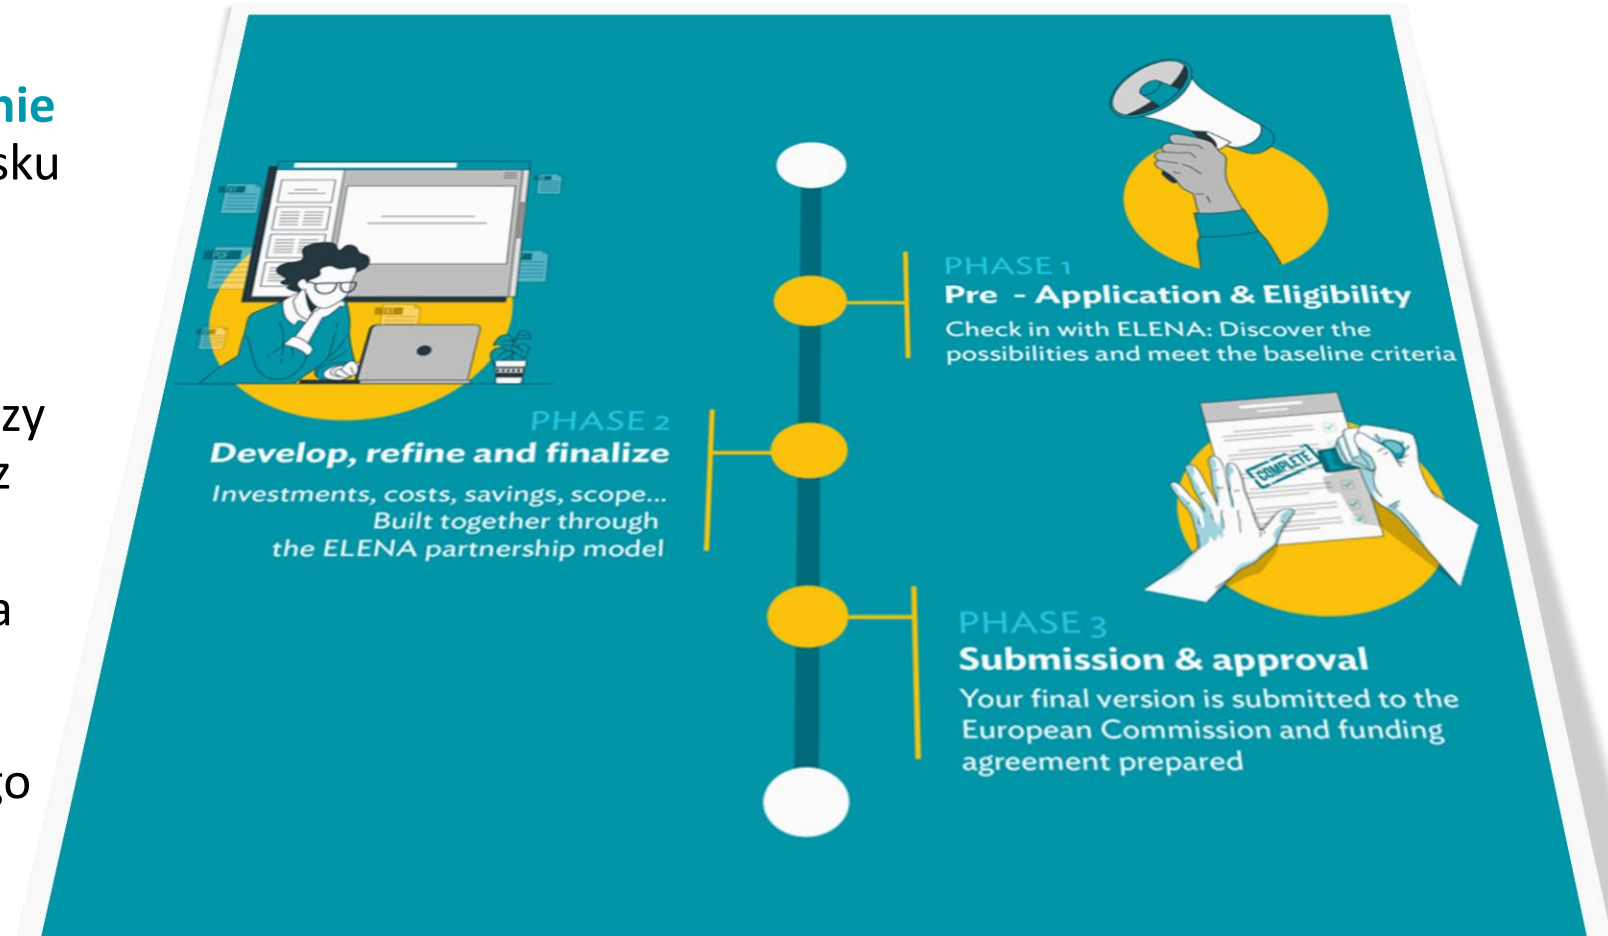 nie
sku
zy
z
a
go
PHASE 1
Pre - Application & Eligibility
Check in with ELENA: Discover the
possibilities and meet the baseline criteria
PHASE 2
Develop, refine and finalize
Investments, costs, savings, scope...
Built together through
the ELENA partnership model
COMPLETE
PHASE 3
Submission & approval
Your final version is submitted to the
European Commission and funding
agreement prepared